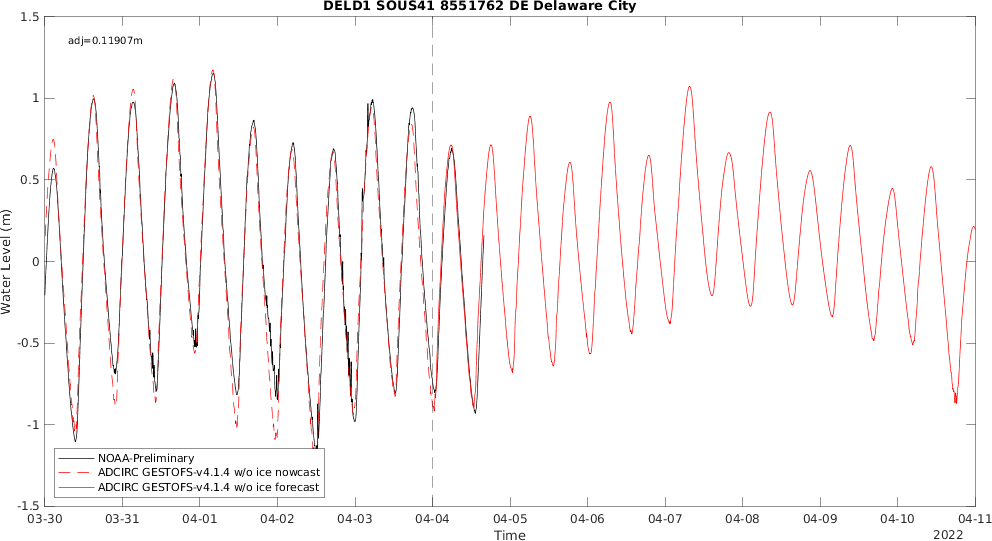 DELD1 SOUS41 8551762 DE Delaware City
adj=0.11907m
1.5
1
0.5
0
-0.5
-1
-1.5
Water Level (m)
NOAA-Preliminary
ADCIRC GESTOFS-v4.1.4 w/o ice nowcast
ADCIRC GESTOFS-v4.1.4 w/o ice forecast
03-30 03-31 04-01 04-02 04-03 04-04 04-05 04-06 04-07 04-08 04-09 04-10 04-11
Time
2022